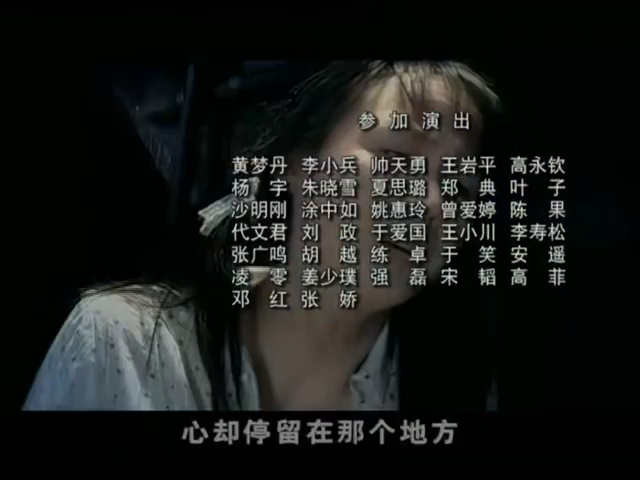 参加演出
黄梦丹 李小兵 帅天勇 王岩平 高永钦
杨宇 朱晓雪 夏思璐 郑典 叶子
沙明刚 涂中如 姚惠玲 曾爱婷 陈果
代文君 刘政 于爱国 王小川 李寿松
张广鸣 胡越 练卓 于笑 安遥
凌零 姜少璞 强磊 宋韬 高菲
邓红 张娇
心却停留在那个地方